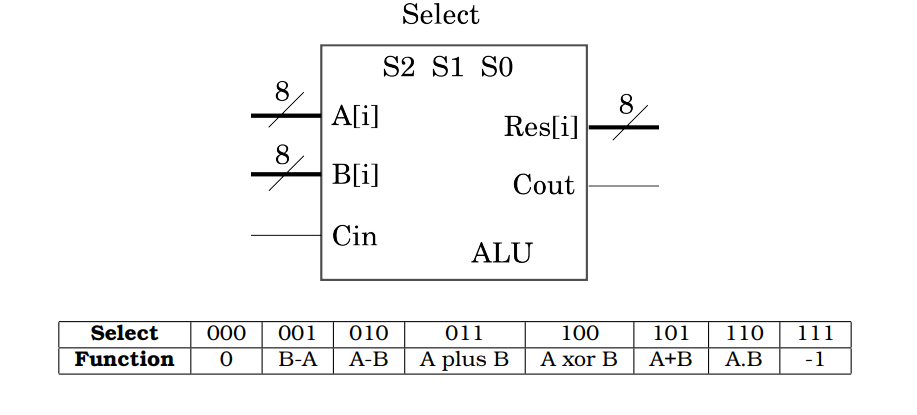 Select
S2 S1 S0
8
A[i]
8
Res[i]
8
B[i]
Cout
Cin
ALU
Select 000 001 010 011 100 101 110 111
Function 0 B-A A-B A plus B A xor B A+B A.B -1